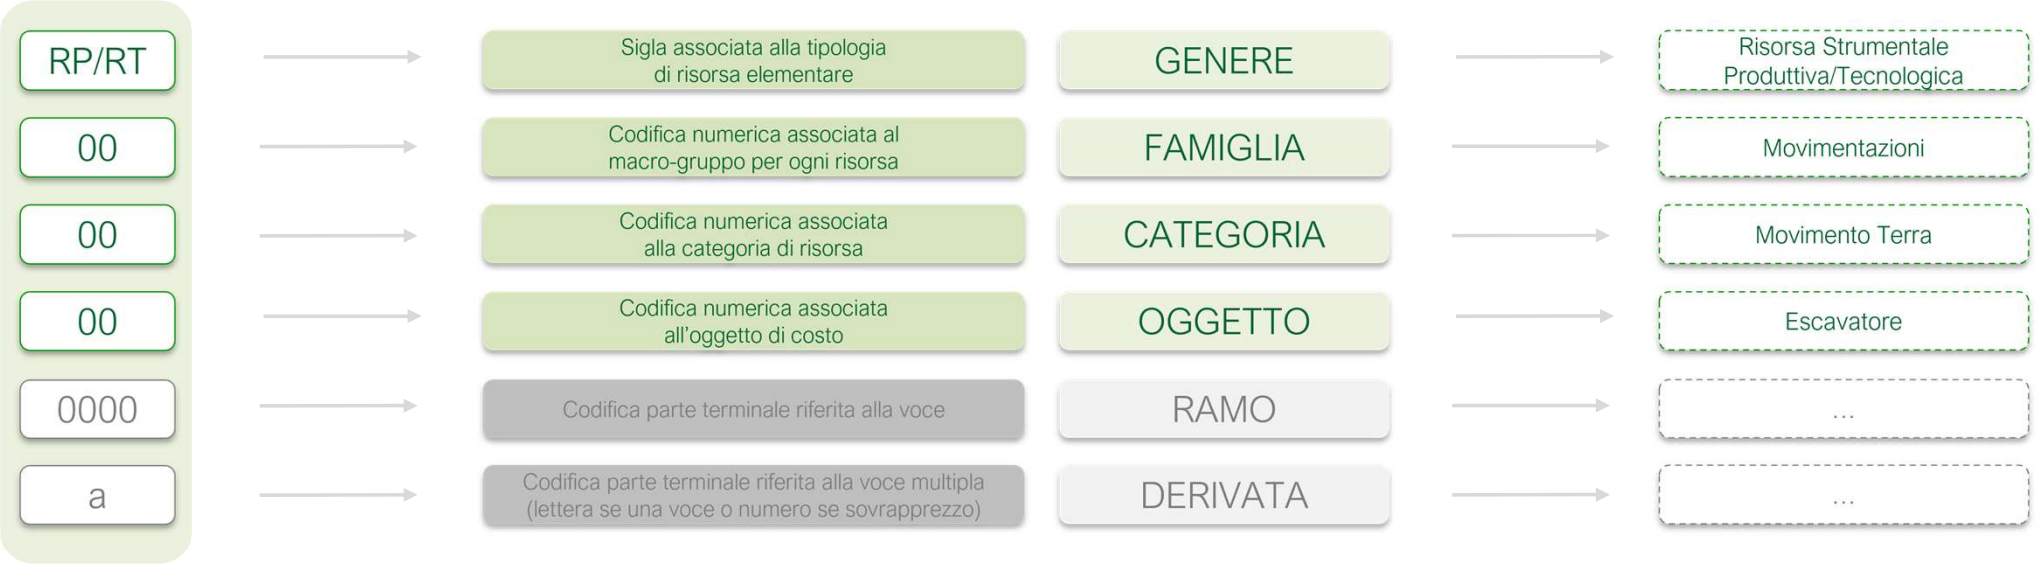 RP/RT
Sigla associata alla tipologia
di risorsa elementare
GENERE
Risorsa Strumentale
Produttiva/Tecnologica
00
Codifica numerica associata al
macro-gruppo per ogni risorsa
FAMIGLIA
Movimentazioni
00
Codifica numerica associata
alla categoria di risorsa
CATEGORIA
Movimento Terra
00
Codifica numerica associata
all'oggetto di costo
OGGETTO
Escavatore
0000
Codifica parte terminale riferita alla voce
RAMO
...
a
Codifica parte terminale riferita alla voce multipla
(lettera se una voce o numero se sovrapprezzo)
DERIVATA
...